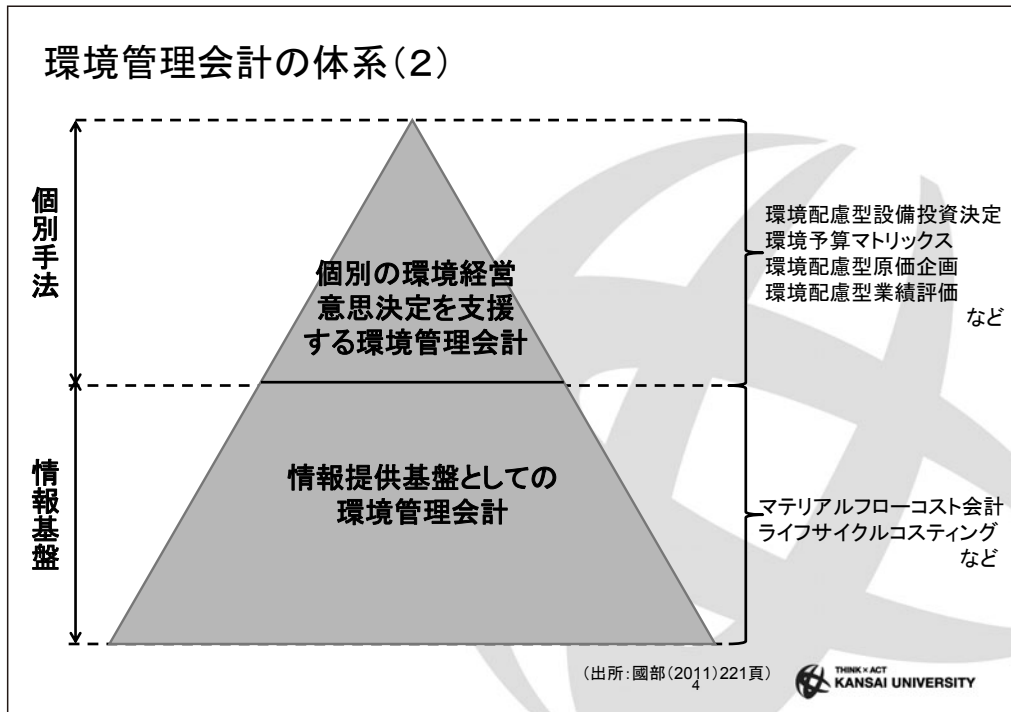 環境管理会計の体系(2)
個別手法
個別の環境経営
意思決定を支援
する環境管理会計
環境配慮型設備投資決定
環境予算マトリックス
環境配慮型原価企画
環境配慮型業績評価
など
情報基盤
情報提供基盤としての
環境管理会計
マテリアルフローコスト会計
ライフサイクルコスティング
など
(出所:國部(2011)221頁)
4
THINK × ACT
KANSAI UNIVERSITY